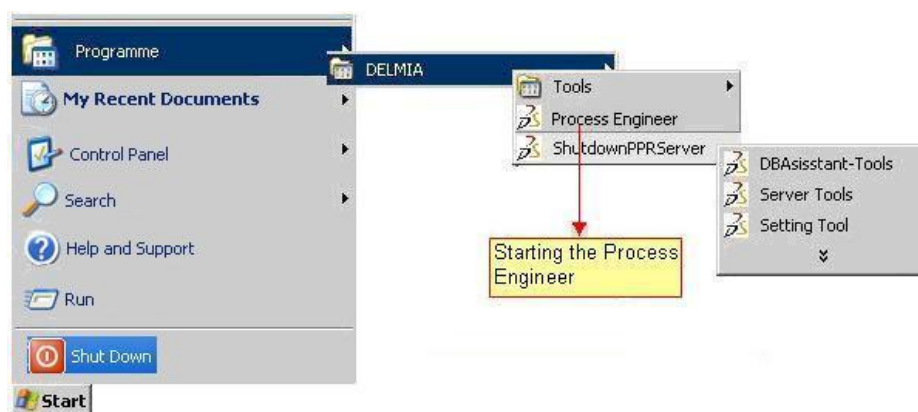 Programme
My Recent Documents
Control Panel
Search
Help and Support
Run
Shut Down
Start
DELMIA
Tools
Process Engineer
ShutdownPPRServer
Starting the Process
Engineer
DBAsisstant-Tools
Server Tools
Setting Tool